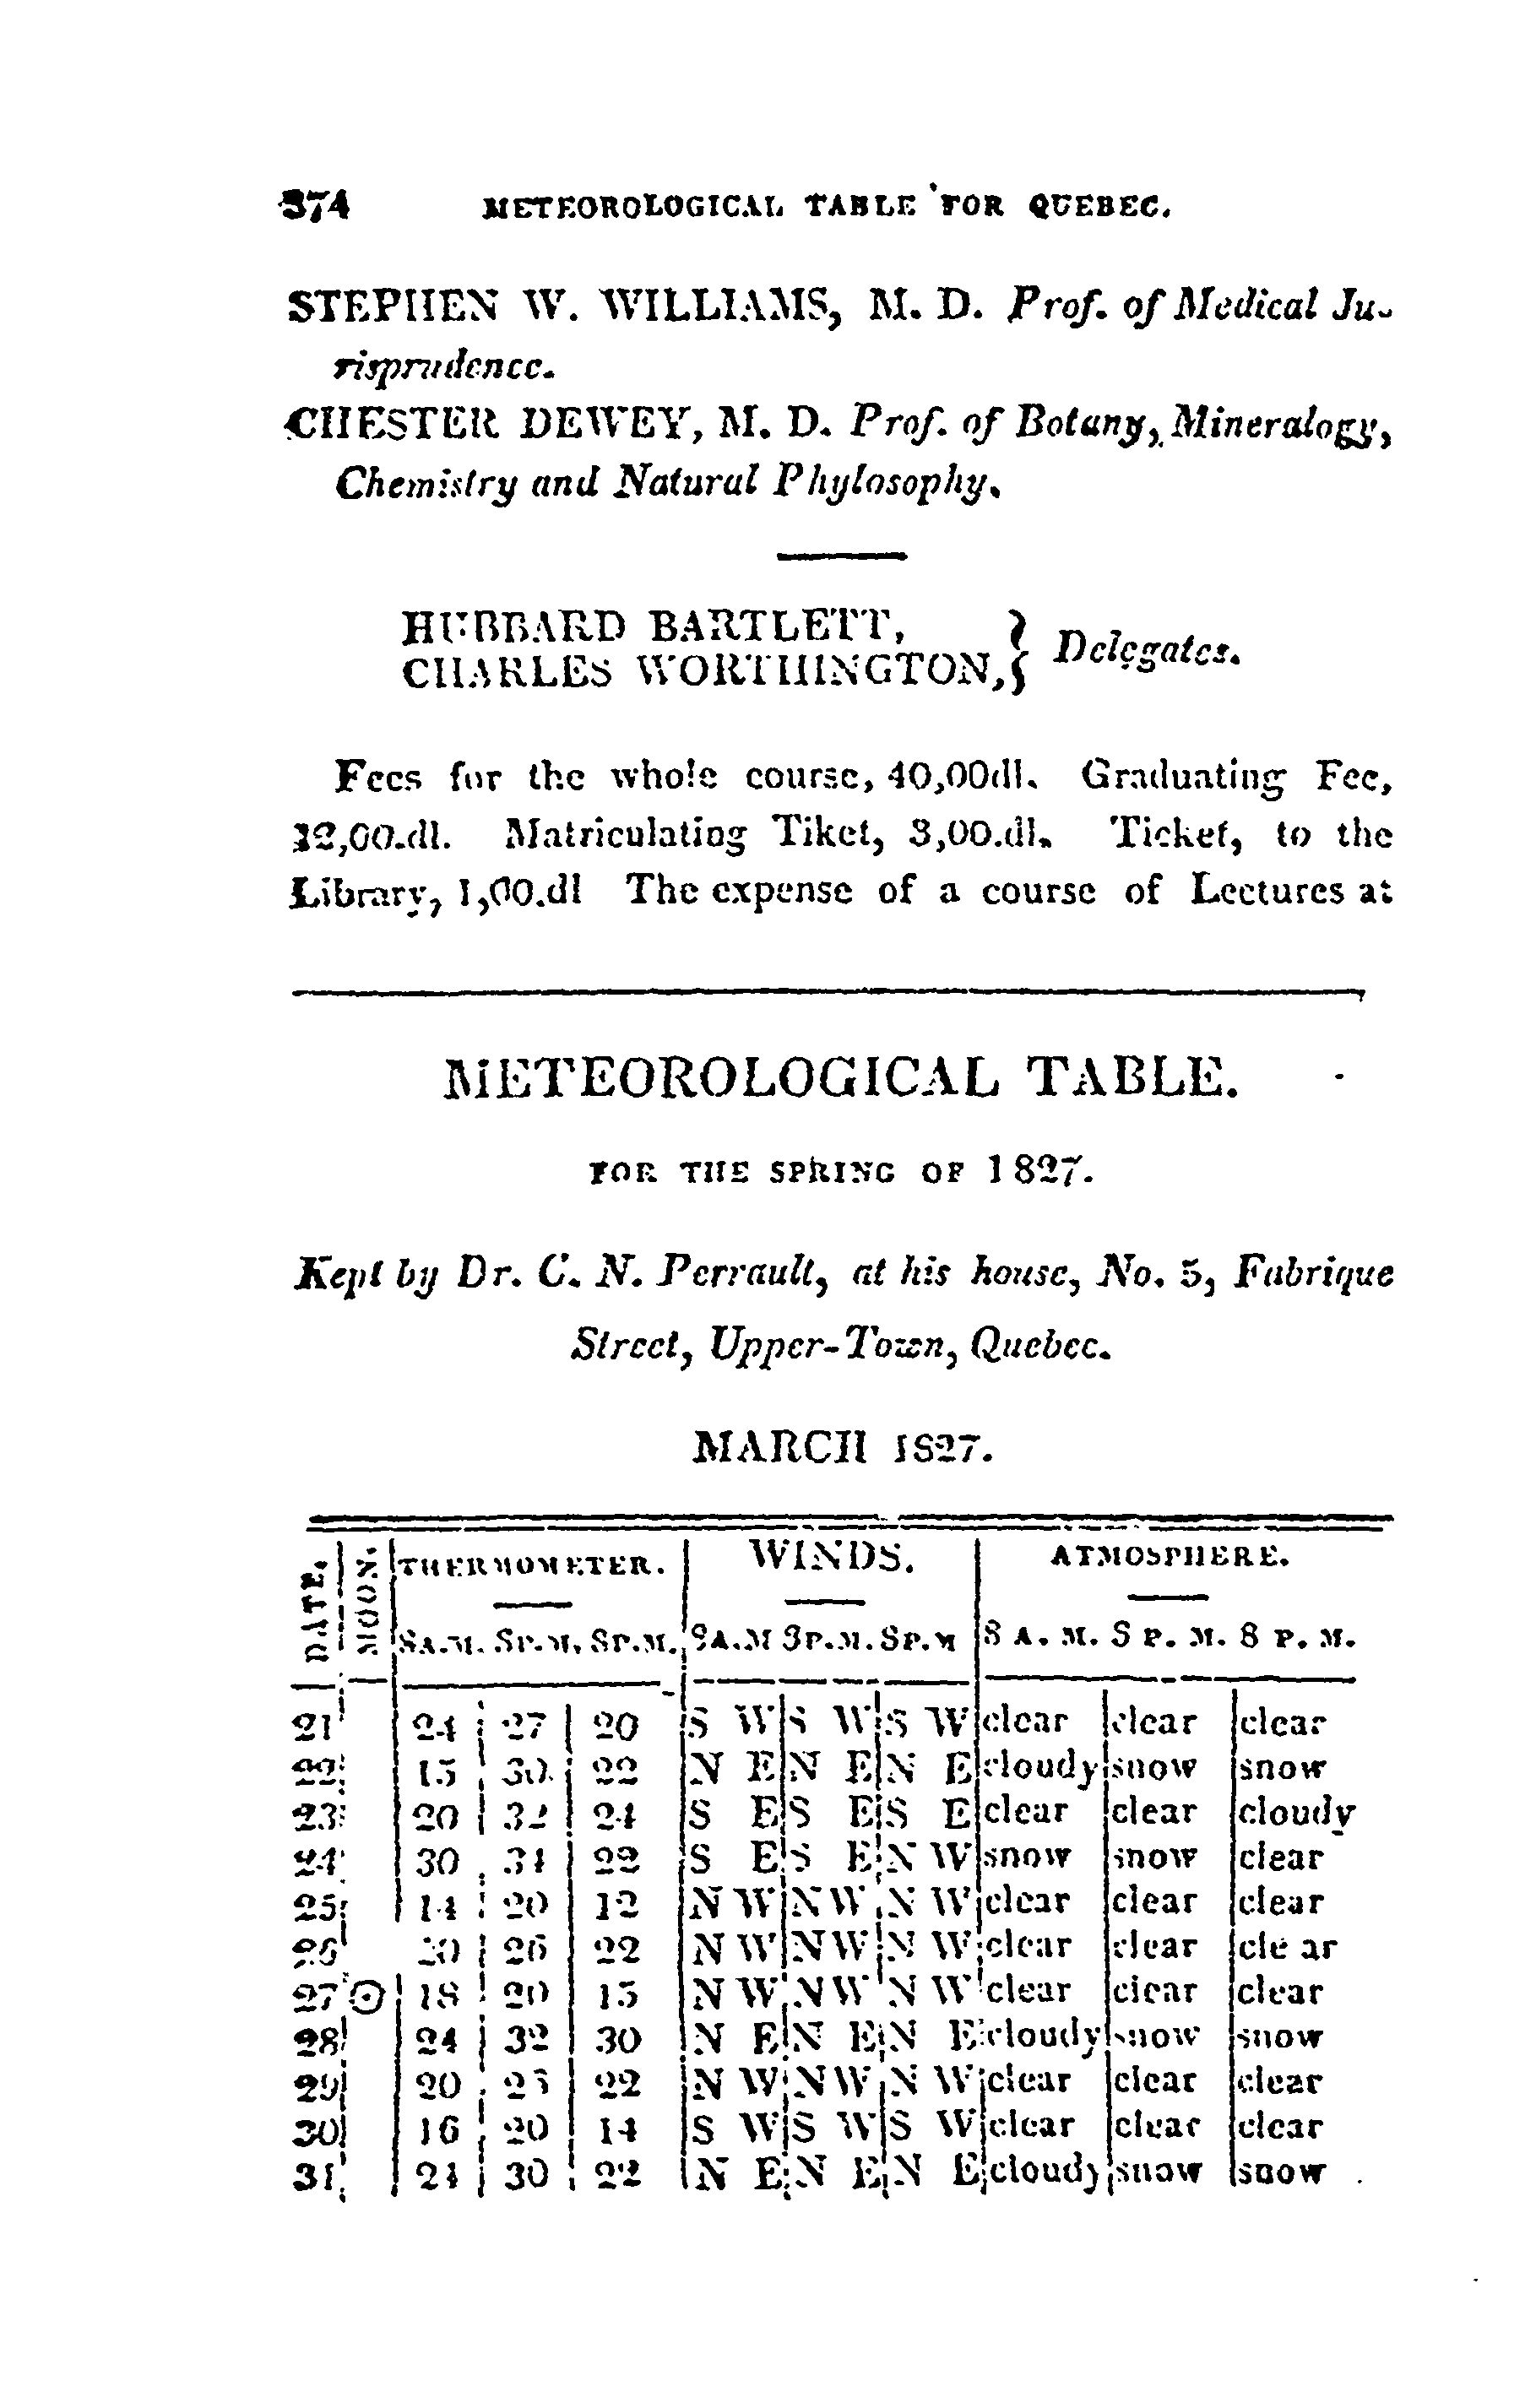 374 METEOROLOGICAL TABLE FOR QUEBEC.
STEPHEN W. WILLIAMS, M. D. Prof. of Medical Ju-
risprudence.
CHESTER DEWEY, M. D. Prof. of Botany, Mineralogy,
Chemistry and Natural Phylosophy.
HUBBARD BARTLETT,
CHARLES WORTHINGTON, } Delegates.
Fees for the whole course, 40,00dl. Graduating Fee,
12,00.dl. Matriculating Tiket, 3,00.dl. Ticket, to the
Library, 1,00.dl The expense of a course of Lectures at
METEOROLOGICAL TABLE.
FOR THE SPRING OF 1827.
Kept by Dr. C. N. Perrault, at his house, No. 5, Fabrique
Street, Upper-Town, Quebec.
MARCH 1827.
DATE. MOON. THERMOMETER. WINDS. ATMOSPHERE.
8A.M. 3P.M. 8P.M. 8A.M 3P.M. 8P.M 8 A. M. 3 P. M. 8 P. M.
21 24 27 20 S W S W S W clear clear clear
22 15 30 22 N E N E N E cloudy snow snow
23 20 32 24 S E S E S E clear clear cloudy
24 30 34 22 S E S E N W snow snow clear
25 14 20 12 N W N W N W clear clear clear
26 26 22 N W N W N W clear clear cle ar
27 ☉ 18 20 15 N W N W N W clear clear clear
28 24 32 30 N E N E N E cloudy snow snow
29 20 22 N W N W N W clear clear clear
30 16 20 14 S W S W S W clear clear clear
31 24 30 22 N E N E N E cloudy snow snow